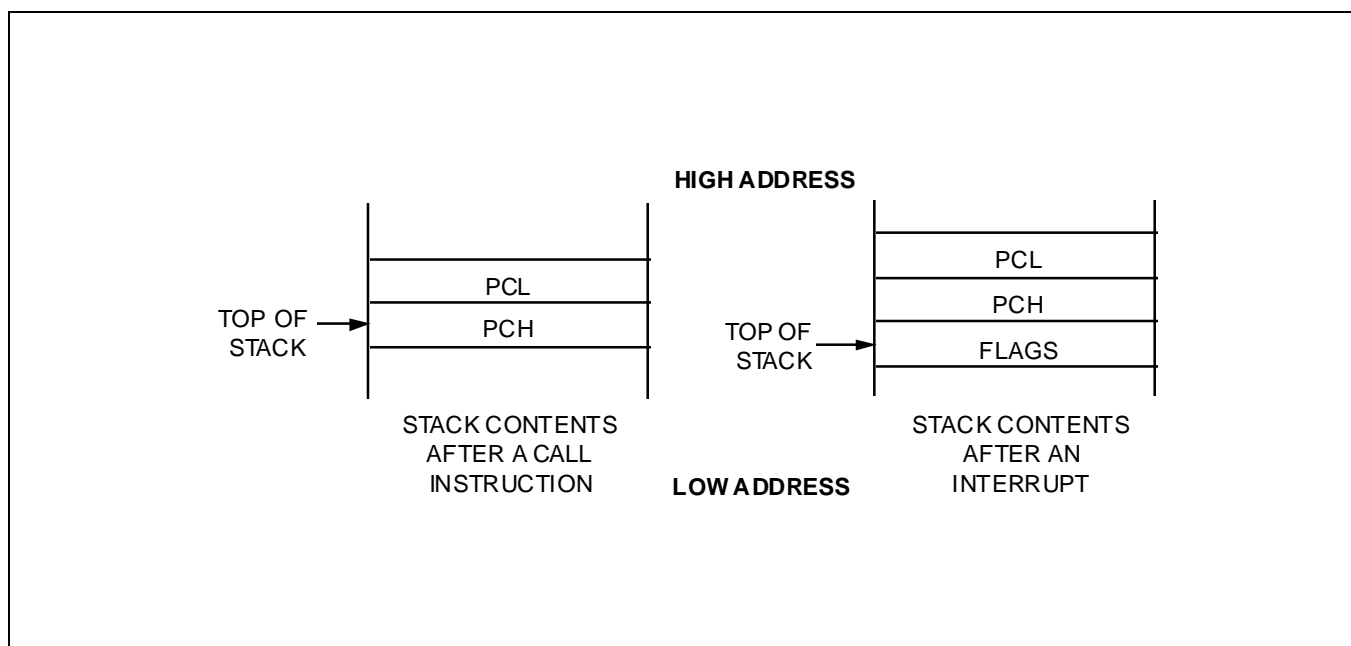 HIGH ADDRESS
PCL
PCH
TOP OF
STACK
STACK CONTENTS
AFTER A CALL
INSTRUCTION
PCL
PCH
FLAGS
TOP OF
STACK
STACK CONTENTS
AFTER AN
INTERRUPT
LOW ADDRESS